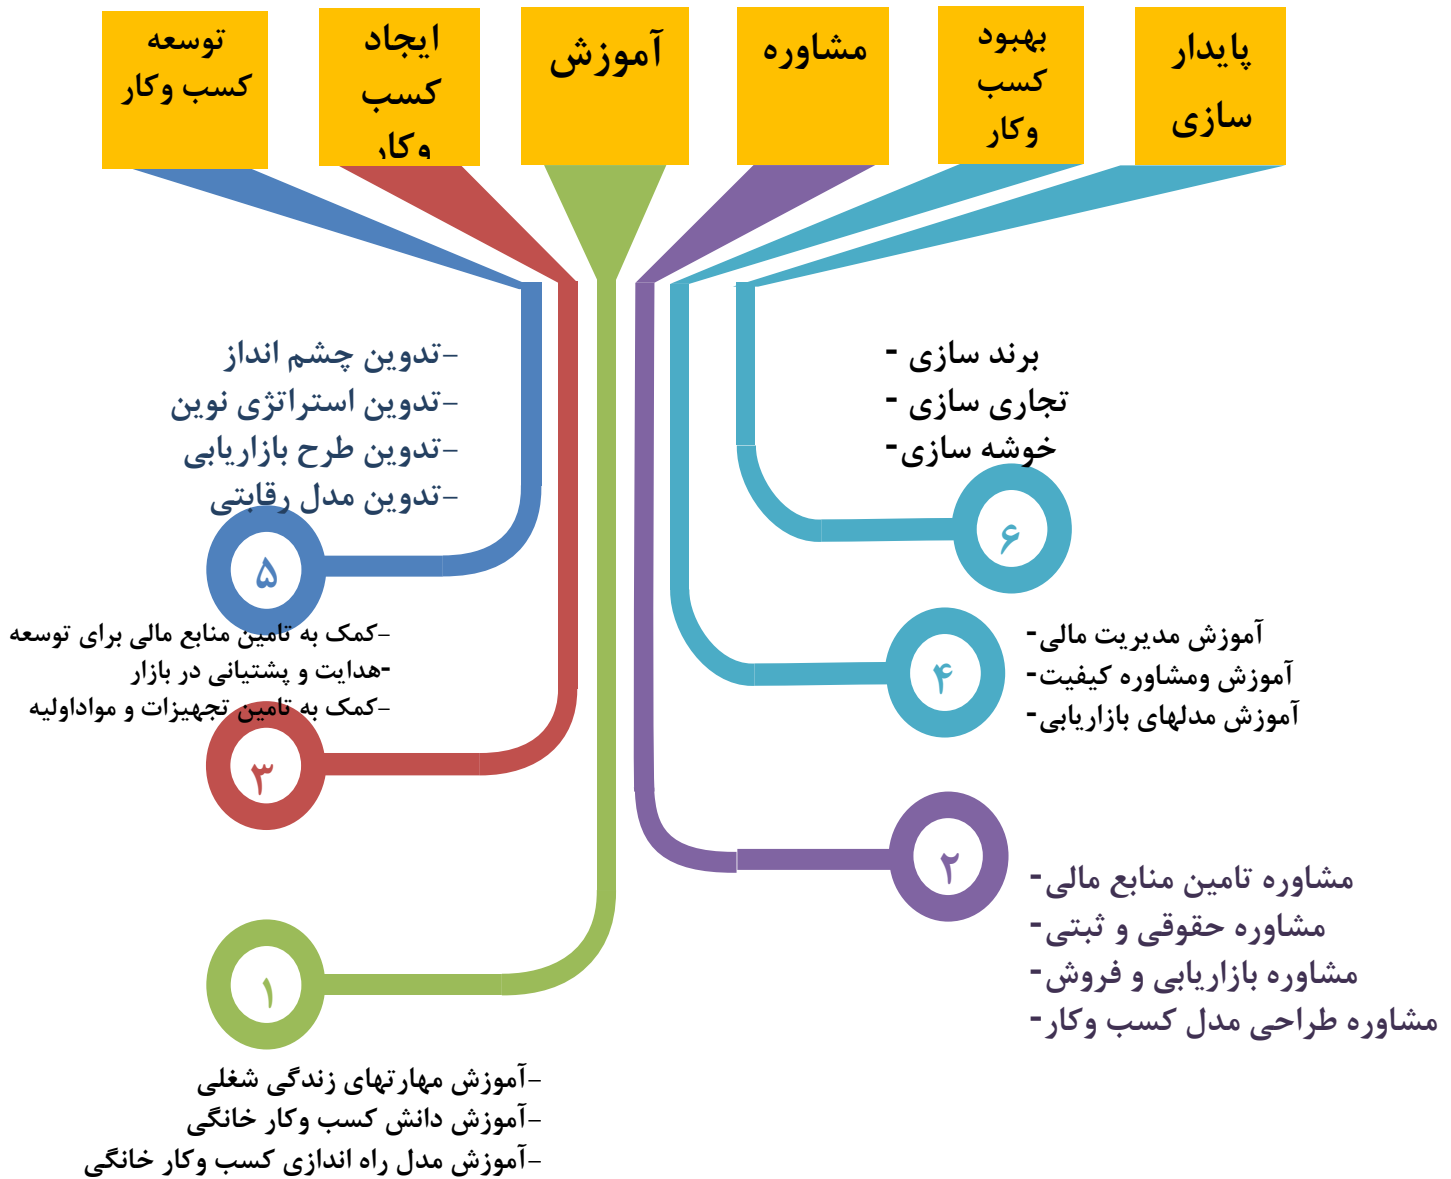 پایدار
سازی
بهبود
کسب
وکار
مشاوره
آموزش
ایجاد
کسب
وکار
توسعه
کسب وکار
برند سازی -
تجاری سازی -
خوشه سازی-
۶
-تدوین چشم انداز
-تدوین استراتژی نوین
-تدوین طرح بازاریابی
-تدوین مدل رقابتی
۵
آموزش مدیریت مالی-
آموزش ومشاوره کیفیت-
آموزش مدلهای بازاریابی-
۴
-کمک به تامین منابع مالی برای توسعه
-هدایت و پشتیانی در بازار
-کمک به تامین تجهیزات و مواداولیه
۳
۲
مشاوره تامین منابع مالی-
مشاوره حقوقی و ثبتی-
مشاوره بازاریابی و فروش-
مشاوره طراحی مدل کسب وکار-
۱
-آموزش مهارتهای زندگی شغلی
-آموزش دانش کسب وکار خانگی
-آموزش مدل راه اندازی کسب وکار خانگی